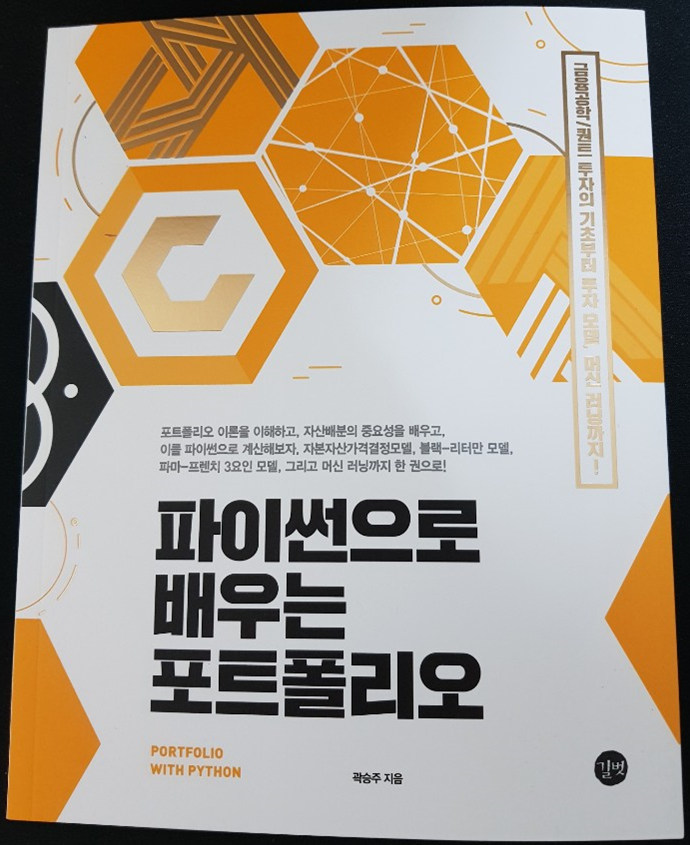 금융공학/퀀트 투자의 기초부터 투자 모델, 머신 러닝까지!
포트폴리오 이론을 이해하고, 자산배분의 중요성을 배우고,
이를 파이썬으로 계산해보자. 자본자산가격결정모델, 블랙-리터만 모델,
파마-프렌치 3요인 모델, 그리고 머신 러닝까지 한 권으로!
파이썬으로
배우는
포트폴리오
PORTFOLIO
WITH PYTHON
곽승주 지음
길벗